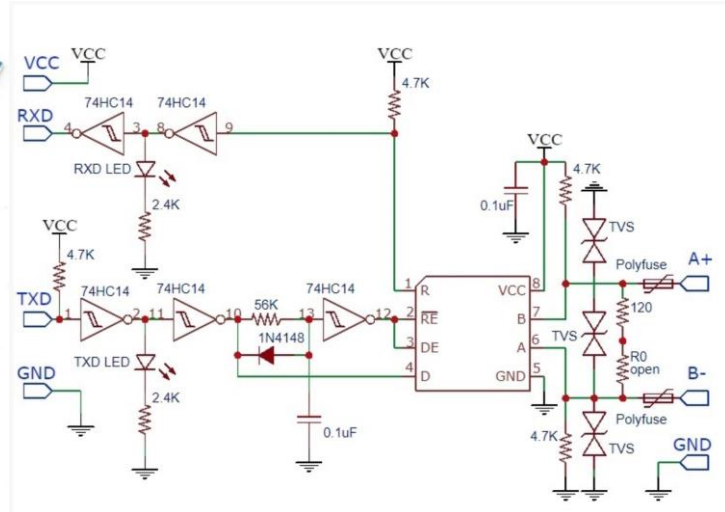 VCC
VCC
VCC
4.7K
74HC14
74HC14
RXD
4
3
8
9
RXD LED
2.4K
VCC
4.7K
0.1uF
TVS
VCC
4.7K
Polyfuse
A+
74HC14
74HC14
74HC14
TXD
1
2
11
10
56K
13
12
1N4148
1
R
VCC
8
2
RE
B
7
3
DE
A
6
4
D
GND
5
120
TVS
R0
open
B-
TXD LED
GND
2.4K
0.1uF
4.7K
Polyfuse
TVS
GND